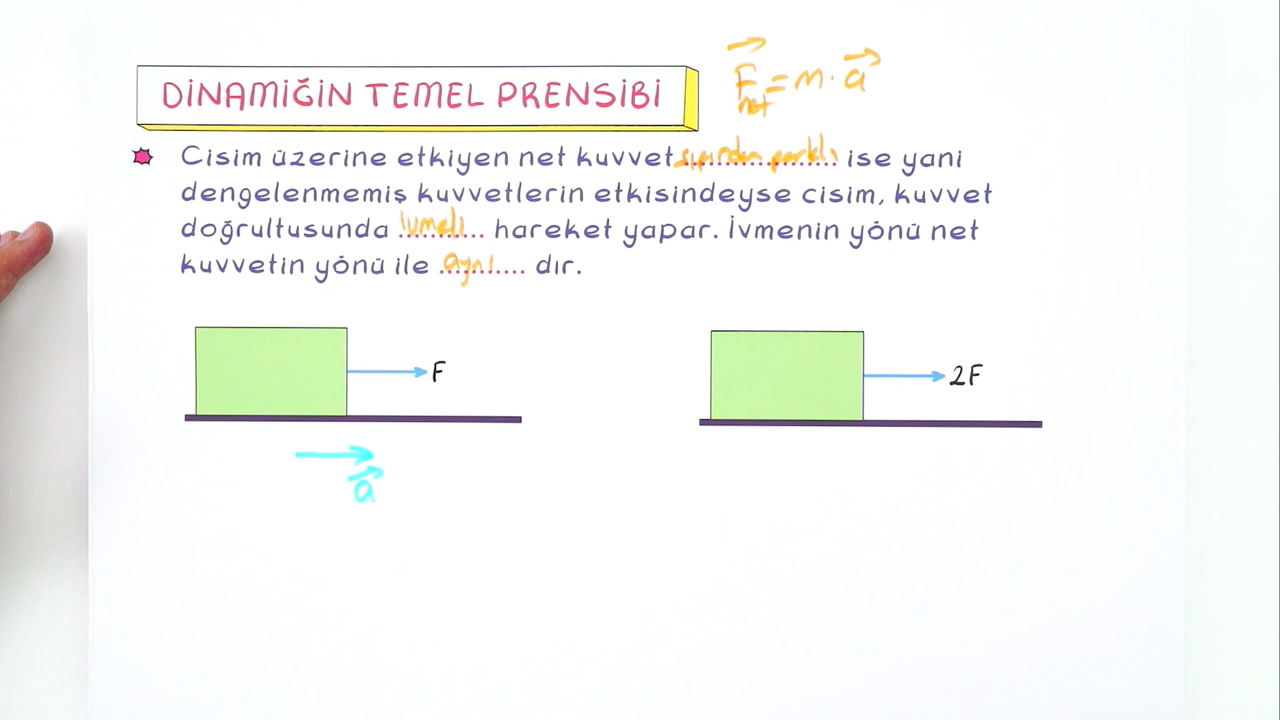 DİNAMİĞİN TEMEL PRENSİBİ
F net = m · a
Cisim üzerine etkiyen net kuvvet sıfırdan farklı ise yani
dengelenmemiş kuvvetlerin etkisindeyse cisim, kuvvet
doğrultusunda ivmeli hareket yapar. İvmenin yönü net
kuvvetin yönü ile aynı dır.
F
2F
a